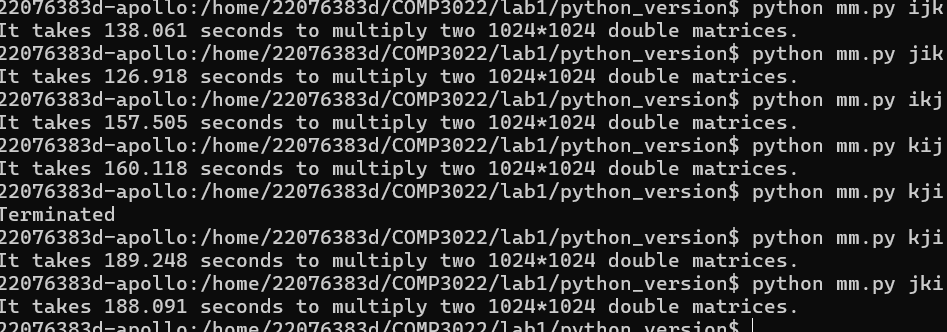 22076383d-apollo:/home/22076383d/COMP3022/lab1/python_version$ python mm.py ijk
It takes 138.061 seconds to multiply two 1024*1024 double matrices.
22076383d-apollo:/home/22076383d/COMP3022/lab1/python_version$ python mm.py jik
It takes 126.918 seconds to multiply two 1024*1024 double matrices.
22076383d-apollo:/home/22076383d/COMP3022/lab1/python_version$ python mm.py ikj
It takes 157.505 seconds to multiply two 1024*1024 double matrices.
22076383d-apollo:/home/22076383d/COMP3022/lab1/python_version$ python mm.py kij
It takes 160.118 seconds to multiply two 1024*1024 double matrices.
22076383d-apollo:/home/22076383d/COMP3022/lab1/python_version$ python mm.py kji
Terminated
22076383d-apollo:/home/22076383d/COMP3022/lab1/python_version$ python mm.py kji
It takes 189.248 seconds to multiply two 1024*1024 double matrices.
22076383d-apollo:/home/22076383d/COMP3022/lab1/python_version$ python mm.py jki
It takes 188.091 seconds to multiply two 1024*1024 double matrices.
22076383d-apollo:/home/22076383d/COMP3022/lab1/python_version$